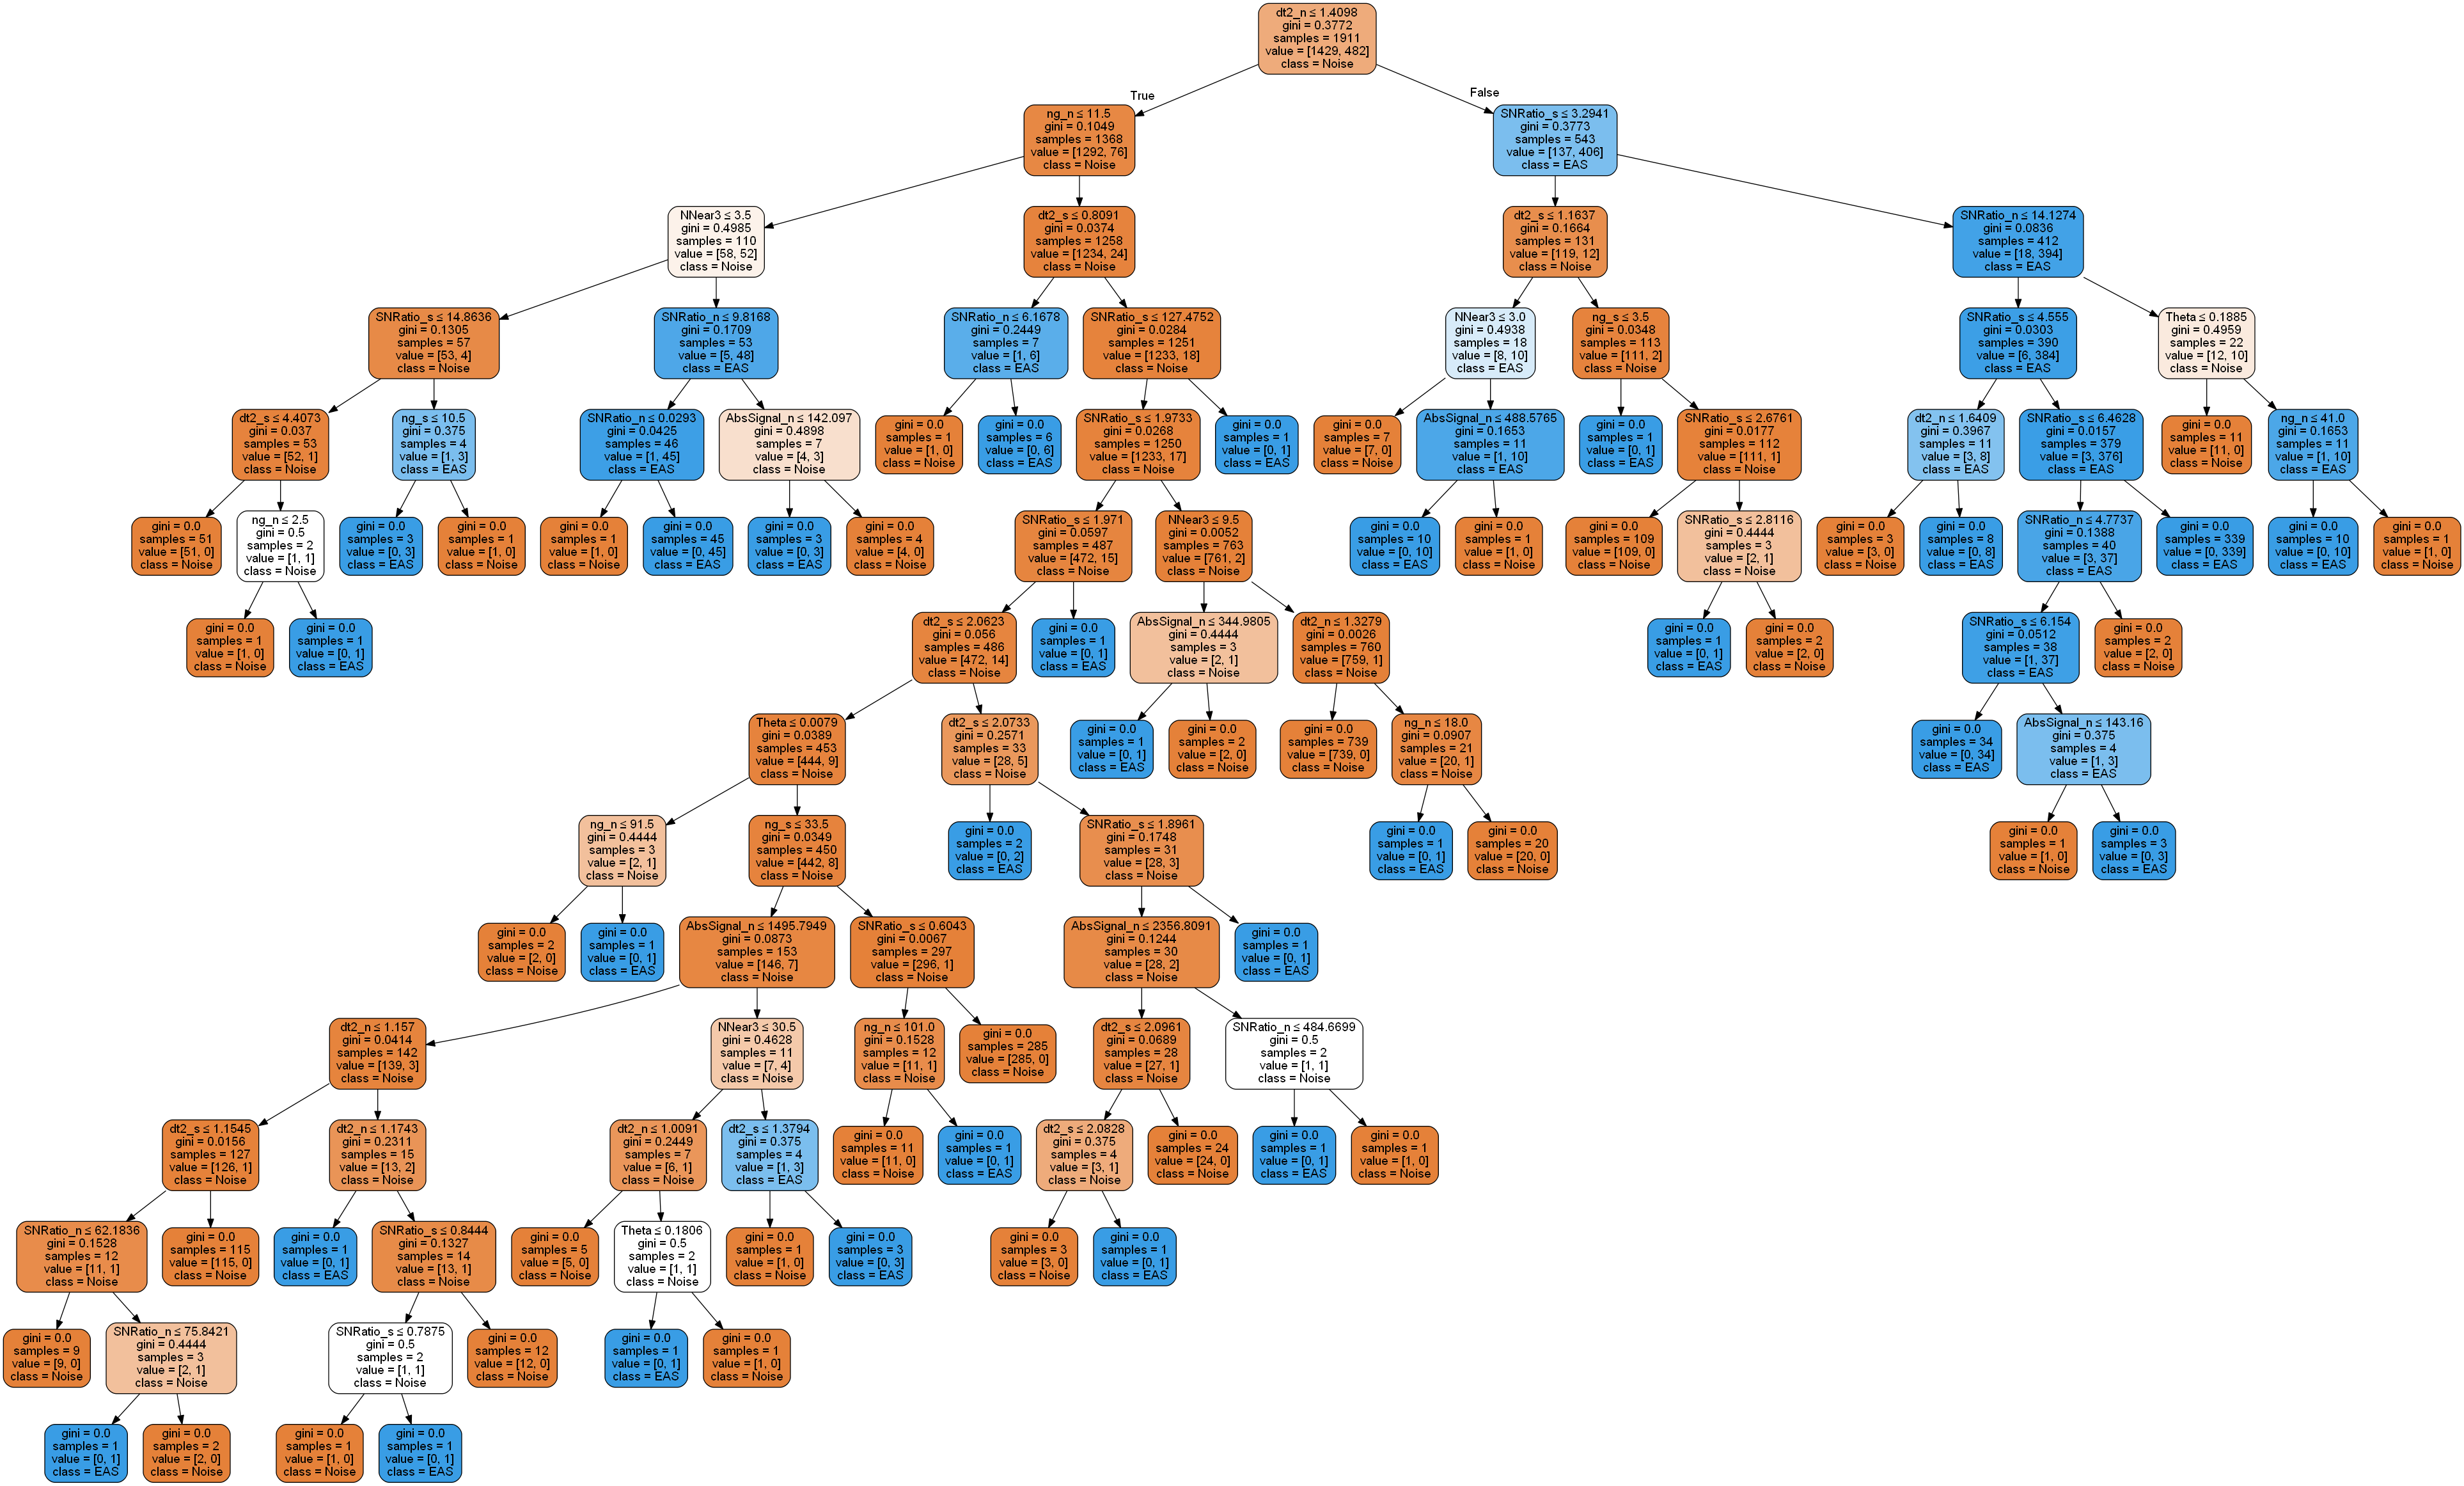 dt2_n ≤ 1.4098
gini = 0.3772
samples = 1911
value = [1429, 482]
class = Noise
True
False
ng_n ≤ 11.5
gini = 0.1049
samples = 1368
value = [1292, 76]
class = Noise
SNRatio_s ≤ 3.2941
gini = 0.3773
samples = 543
value = [137, 406]
class = EAS
NNear3 ≤ 3.5
gini = 0.4985
samples = 110
value = [58, 52]
class = Noise
dt2_s ≤ 0.8091
gini = 0.0374
samples = 1258
value = [1234, 24]
class = Noise
dt2_s ≤ 1.1637
gini = 0.1664
samples = 131
value = [119, 12]
class = Noise
SNRatio_n ≤ 14.1274
gini = 0.0836
samples = 412
value = [18, 394]
class = EAS
SNRatio_s ≤ 14.8636
gini = 0.1305
samples = 57
value = [53, 4]
class = Noise
SNRatio_n ≤ 9.8168
gini = 0.1709
samples = 53
value = [5, 48]
class = EAS
SNRatio_n ≤ 6.1678
gini = 0.2449
samples = 7
value = [1, 6]
class = EAS
SNRatio_s ≤ 127.4752
gini = 0.0284
samples = 1251
value = [1233, 18]
class = Noise
NNear3 ≤ 3.0
gini = 0.4938
samples = 18
value = [8, 10]
class = EAS
ng_s ≤ 3.5
gini = 0.0348
samples = 113
value = [111, 2]
class = Noise
SNRatio_s ≤ 4.555
gini = 0.0303
samples = 390
value = [6, 384]
class = EAS
Theta ≤ 0.1885
gini = 0.4959
samples = 22
value = [12, 10]
class = Noise
dt2_s ≤ 4.4073
gini = 0.037
samples = 53
value = [52, 1]
class = Noise
ng_s ≤ 10.5
gini = 0.375
samples = 4
value = [1, 3]
class = EAS
SNRatio_n ≤ 0.0293
gini = 0.0425
samples = 46
value = [1, 45]
class = EAS
AbsSignal_n ≤ 142.097
gini = 0.4898
samples = 7
value = [4, 3]
class = Noise
gini = 0.0
samples = 1
value = [1, 0]
class = Noise
gini = 0.0
samples = 6
value = [0, 6]
class = EAS
SNRatio_s ≤ 1.9733
gini = 0.0268
samples = 1250
value = [1233, 17]
class = Noise
gini = 0.0
samples = 1
value = [0, 1]
class = EAS
gini = 0.0
samples = 7
value = [7, 0]
class = Noise
AbsSignal_n ≤ 488.5765
gini = 0.1653
samples = 11
value = [1, 10]
class = EAS
gini = 0.0
samples = 1
value = [0, 1]
class = EAS
SNRatio_s ≤ 2.6761
gini = 0.0177
samples = 112
value = [111, 1]
class = Noise
dt2_n ≤ 1.6409
gini = 0.3967
samples = 11
value = [3, 8]
class = EAS
SNRatio_s ≤ 6.4628
gini = 0.0157
samples = 379
value = [3, 376]
class = EAS
gini = 0.0
samples = 11
value = [11, 0]
class = Noise
ng_n ≤ 41.0
gini = 0.1653
samples = 11
value = [1, 10]
class = EAS
gini = 0.0
samples = 51
value = [51, 0]
class = Noise
ng_n ≤ 2.5
gini = 0.5
samples = 2
value = [1, 1]
class = Noise
gini = 0.0
samples = 3
value = [0, 3]
class = EAS
gini = 0.0
samples = 1
value = [1, 0]
class = Noise
gini = 0.0
samples = 1
value = [1, 0]
class = Noise
gini = 0.0
samples = 45
value = [0, 45]
class = EAS
gini = 0.0
samples = 3
value = [0, 3]
class = EAS
gini = 0.0
samples = 4
value = [4, 0]
class = Noise
SNRatio_s ≤ 1.971
gini = 0.0597
samples = 487
value = [472, 15]
class = Noise
NNear3 ≤ 9.5
gini = 0.0052
samples = 763
value = [761, 2]
class = Noise
gini = 0.0
samples = 10
value = [0, 10]
class = EAS
gini = 0.0
samples = 1
value = [1, 0]
class = Noise
gini = 0.0
samples = 109
value = [109, 0]
class = Noise
SNRatio_s ≤ 2.8116
gini = 0.4444
samples = 3
value = [2, 1]
class = Noise
gini = 0.0
samples = 3
value = [3, 0]
class = Noise
gini = 0.0
samples = 8
value = [0, 8]
class = EAS
SNRatio_n ≤ 4.7737
gini = 0.1388
samples = 40
value = [3, 37]
class = EAS
gini = 0.0
samples = 339
value = [0, 339]
class = EAS
gini = 0.0
samples = 10
value = [0, 10]
class = EAS
gini = 0.0
samples = 1
value = [1, 0]
class = Noise
gini = 0.0
samples = 1
value = [1, 0]
class = Noise
gini = 0.0
samples = 1
value = [0, 1]
class = EAS
dt2_s ≤ 2.0623
gini = 0.056
samples = 486
value = [472, 14]
class = Noise
gini = 0.0
samples = 1
value = [0, 1]
class = EAS
AbsSignal_n ≤ 344.9805
gini = 0.4444
samples = 3
value = [2, 1]
class = Noise
dt2_n ≤ 1.3279
gini = 0.0026
samples = 760
value = [759, 1]
class = Noise
gini = 0.0
samples = 1
value = [0, 1]
class = EAS
gini = 0.0
samples = 2
value = [2, 0]
class = Noise
SNRatio_s ≤ 6.154
gini = 0.0512
samples = 38
value = [1, 37]
class = EAS
gini = 0.0
samples = 2
value = [2, 0]
class = Noise
Theta ≤ 0.0079
gini = 0.0389
samples = 453
value = [444, 9]
class = Noise
dt2_s ≤ 2.0733
gini = 0.2571
samples = 33
value = [28, 5]
class = Noise
gini = 0.0
samples = 1
value = [0, 1]
class = EAS
gini = 0.0
samples = 2
value = [2, 0]
class = Noise
gini = 0.0
samples = 739
value = [739, 0]
class = Noise
ng_n ≤ 18.0
gini = 0.0907
samples = 21
value = [20, 1]
class = Noise
gini = 0.0
samples = 34
value = [0, 34]
class = EAS
AbsSignal_n ≤ 143.16
gini = 0.375
samples = 4
value = [1, 3]
class = EAS
ng_n ≤ 91.5
gini = 0.4444
samples = 3
value = [2, 1]
class = Noise
ng_s ≤ 33.5
gini = 0.0349
samples = 450
value = [442, 8]
class = Noise
gini = 0.0
samples = 2
value = [0, 2]
class = EAS
SNRatio_s ≤ 1.8961
gini = 0.1748
samples = 31
value = [28, 3]
class = Noise
gini = 0.0
samples = 1
value = [0, 1]
class = EAS
gini = 0.0
samples = 20
value = [20, 0]
class = Noise
gini = 0.0
samples = 1
value = [1, 0]
class = Noise
gini = 0.0
samples = 3
value = [0, 3]
class = EAS
gini = 0.0
samples = 2
value = [2, 0]
class = Noise
gini = 0.0
samples = 1
value = [0, 1]
class = EAS
AbsSignal_n ≤ 1495.7949
gini = 0.0873
samples = 153
value = [146, 7]
class = Noise
SNRatio_s ≤ 0.6043
gini = 0.0067
samples = 297
value = [296, 1]
class = Noise
AbsSignal_n ≤ 2356.8091
gini = 0.1244
samples = 30
value = [28, 2]
class = Noise
gini = 0.0
samples = 1
value = [0, 1]
class = EAS
dt2_n ≤ 1.157
gini = 0.0414
samples = 142
value = [139, 3]
class = Noise
NNear3 ≤ 30.5
gini = 0.4628
samples = 11
value = [7, 4]
class = Noise
ng_n ≤ 101.0
gini = 0.1528
samples = 12
value = [11, 1]
class = Noise
gini = 0.0
samples = 285
value = [285, 0]
class = Noise
dt2_s ≤ 2.0961
gini = 0.0689
samples = 28
value = [27, 1]
class = Noise
SNRatio_n ≤ 484.6699
gini = 0.5
samples = 2
value = [1, 1]
class = Noise
dt2_s ≤ 1.1545
gini = 0.0156
samples = 127
value = [126, 1]
class = Noise
dt2_n ≤ 1.1743
gini = 0.2311
samples = 15
value = [13, 2]
class = Noise
dt2_n ≤ 1.0091
gini = 0.2449
samples = 7
value = [6, 1]
class = Noise
dt2_s ≤ 1.3794
gini = 0.375
samples = 4
value = [1, 3]
class = EAS
gini = 0.0
samples = 11
value = [11, 0]
class = Noise
gini = 0.0
samples = 1
value = [0, 1]
class = EAS
dt2_s ≤ 2.0828
gini = 0.375
samples = 4
value = [3, 1]
class = Noise
gini = 0.0
samples = 24
value = [24, 0]
class = Noise
gini = 0.0
samples = 1
value = [0, 1]
class = EAS
gini = 0.0
samples = 1
value = [1, 0]
class = Noise
SNRatio_n ≤ 62.1836
gini = 0.1528
samples = 12
value = [11, 1]
class = Noise
gini = 0.0
samples = 115
value = [115, 0]
class = Noise
gini = 0.0
samples = 1
value = [0, 1]
class = EAS
SNRatio_s ≤ 0.8444
gini = 0.1327
samples = 14
value = [13, 1]
class = Noise
gini = 0.0
samples = 5
value = [5, 0]
class = Noise
Theta ≤ 0.1806
gini = 0.5
samples = 2
value = [1, 1]
class = Noise
gini = 0.0
samples = 1
value = [1, 0]
class = Noise
gini = 0.0
samples = 3
value = [0, 3]
class = EAS
gini = 0.0
samples = 3
value = [3, 0]
class = Noise
gini = 0.0
samples = 1
value = [0, 1]
class = EAS
gini = 0.0
samples = 9
value = [9, 0]
class = Noise
SNRatio_n ≤ 75.8421
gini = 0.4444
samples = 3
value = [2, 1]
class = Noise
SNRatio_s ≤ 0.7875
gini = 0.5
samples = 2
value = [1, 1]
class = Noise
gini = 0.0
samples = 12
value = [12, 0]
class = Noise
gini = 0.0
samples = 1
value = [0, 1]
class = EAS
gini = 0.0
samples = 1
value = [1, 0]
class = Noise
gini = 0.0
samples = 1
value = [0, 1]
class = EAS
gini = 0.0
samples = 2
value = [2, 0]
class = Noise
gini = 0.0
samples = 1
value = [1, 0]
class = Noise
gini = 0.0
samples = 1
value = [0, 1]
class = EAS